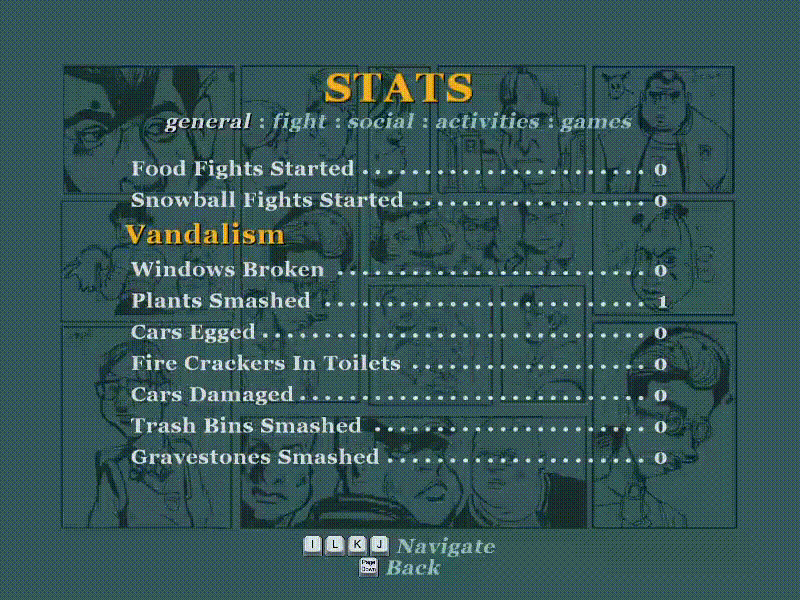 STATS
general : fight : social : activities : games
Food Fights Started ........................ 0
Snowball Fights Started ................... 0
Vandalism
Windows Broken .......................... 0
Plants Smashed .......................... 1
Cars Egged ................................ 0
Fire Crackers In Toilets ................... 0
Cars Damaged ............................. 0
Trash Bins Smashed ...................... 0
Gravestones Smashed ..................... 0
I L K J Navigate
Page Down Back